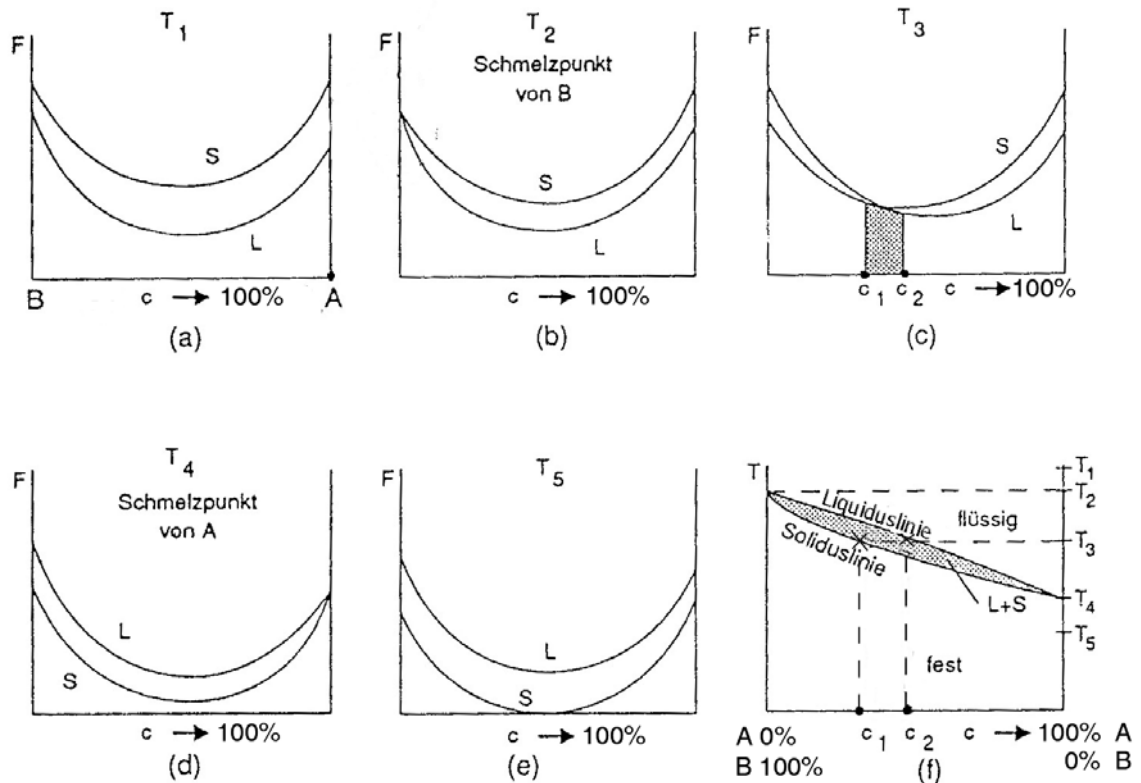 T1
F
S
L
B c → 100% A
(a)
T2
Schmelzpunkt
von B
F
S
L
c → 100%
(b)
T3
F
S
L
c1 c2 c → 100%
(c)
T4
Schmelzpunkt
von A
F
L
S
c → 100%
(d)
T5
F
L
S
c → 100%
(e)
T
T1
T2
Liquiduslinie
flüssig
Soliduslinie
T3
L+S
T4
T5
fest
A 0% c1 c2 c → 100% A
B 100% 0% B
(f)